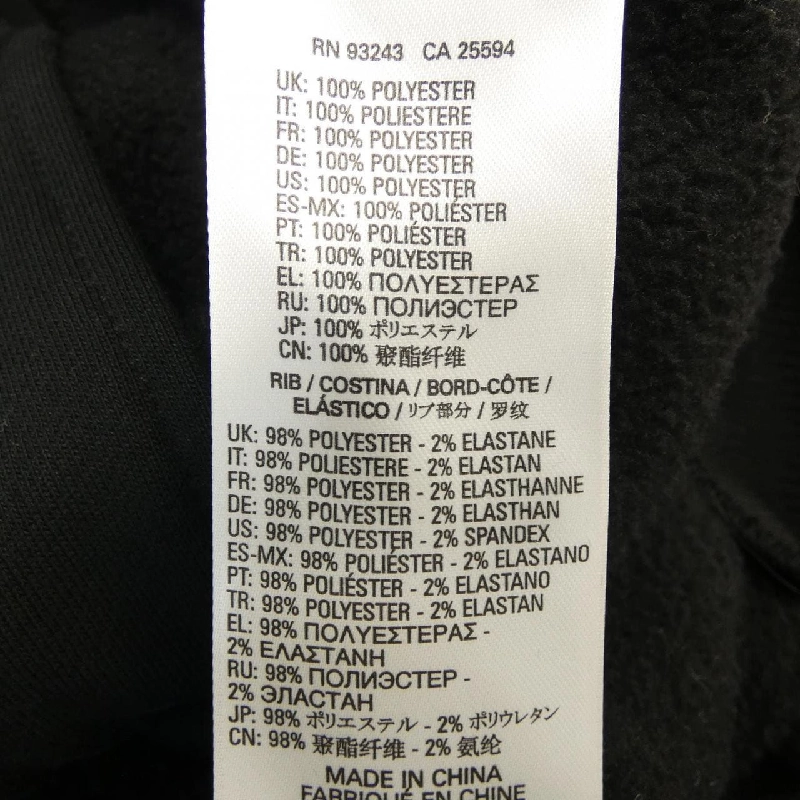 RN 93243 CA 25594
UK: 100% POLYESTER
IT: 100% POLIESTERE
FR: 100% POLYESTER
DE: 100% POLYESTER
US: 100% POLYESTER
ES-MX: 100% POLIÉSTER
PT: 100% POLIÉSTER
TR: 100% POLYESTER
EL: 100% ΠΟΛΥΕΣΤΕΡΑΣ
RU: 100% ПОЛИЭСТЕР
JP: 100% ポリエステル
CN: 100% 聚酯纤维
RIB / COSTINA / BORD-CÔTE /
ELÁSTICO / リブ部分 / 罗纹
UK: 98% POLYESTER - 2% ELASTANE
IT: 98% POLIESTERE - 2% ELASTAN
FR: 98% POLYESTER - 2% ELASTHANNE
DE: 98% POLYESTER - 2% ELASTHAN
US: 98% POLYESTER - 2% SPANDEX
ES-MX: 98% POLIÉSTER - 2% ELASTANO
PT: 98% POLIÉSTER - 2% ELASTANO
TR: 98% POLYESTER - 2% ELASTAN
EL: 98% ΠΟΛΥΕΣΤΕΡΑΣ -
2% ΕΛΑΣΤΑΝΗ
RU: 98% ПОЛИЭСТЕР -
2% ЭЛАСТАН
JP: 98% ポリエステル - 2% ポリウレタン
CN: 98% 聚酯纤维 - 2% 氨纶
MADE IN CHINA
FABRIQUÉ EN CHINE